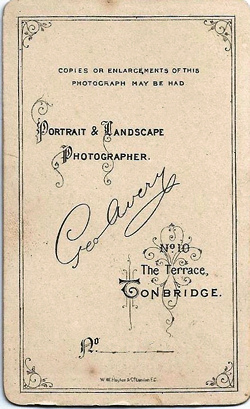 COPIES OR ENLARGEMENTS OF THIS
PHOTOGRAPH MAY BE HAD
PORTRAIT & LANDSCAPE
PHOTOGRAPHER.
Geo Avery
No 10
The Terrace,
TONBRIDGE.
No
London E.C.